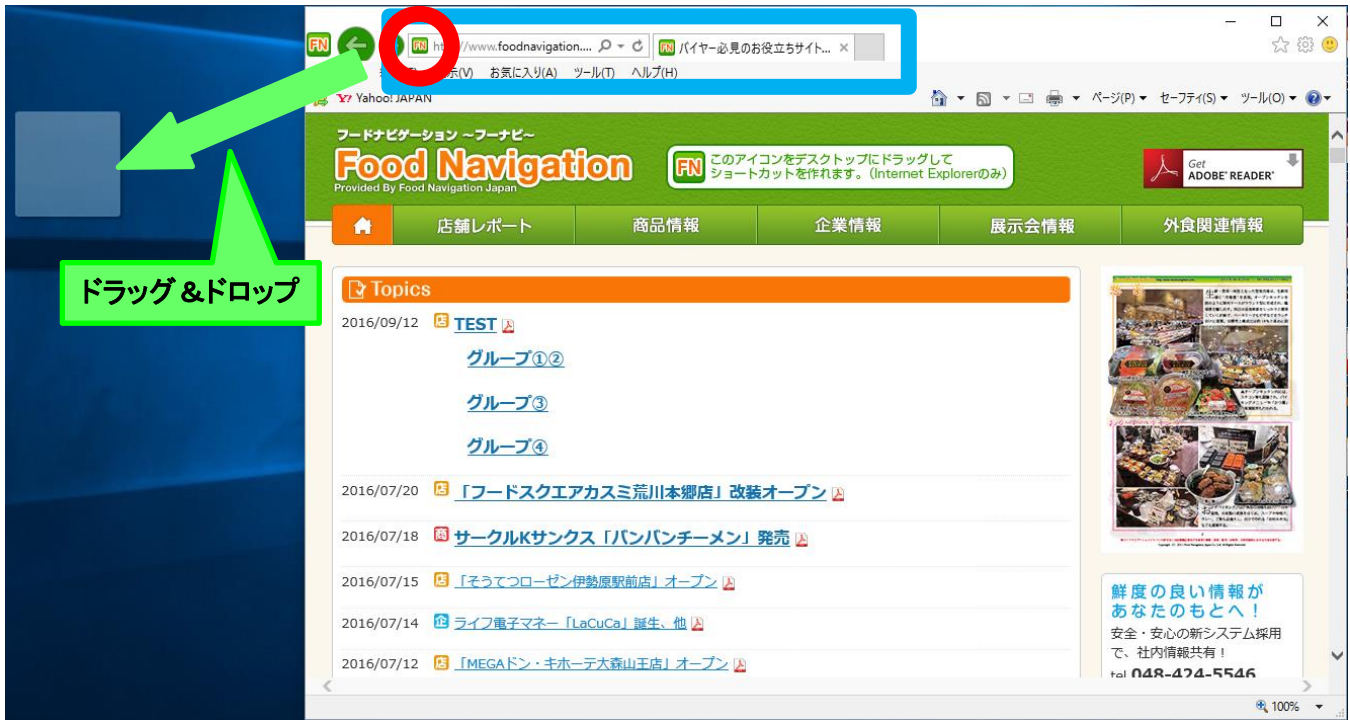 FN
FN ht //www.foodnavigation....
FN バイヤー必見のお役立ちサイト... ×
示(V) お気に入り(A) ツール(T) ヘルプ(H)
Y? Yahoo! JAPAN
ページ(P) セーフティ(S) ツール(O)
フードナビゲーション ～フーナビ～
Food Navigation
Provided By Food Navigation Japan
FN このアイコンをデスクトップにドラッグして
ショートカットを作れます。(Internet Explorerのみ)
Get
ADOBE® READER®
店舗レポート 商品情報 企業情報 展示会情報 外食関連情報
ドラッグ&ドロップ
Topics
2016/09/12 店 TEST
グループ①②
グループ③
グループ④
2016/07/20 店 「フードスクエアカスミ荒川本郷店」改装オープン
2016/07/18 商 サークルKサンクス「バンバンチーメン」発売
2016/07/15 店 「そうてつローゼン伊勢原駅前店」オープン
2016/07/14 企 ライフ電子マネー「LaCuCa」誕生、他
2016/07/12 店 「MEGAドン・キホーテ大森山王店」オープン
鮮度の良い情報が
あなたのもとへ！
安全・安心の新システム採用
で、社内情報共有！
tel 048-424-5546
100%